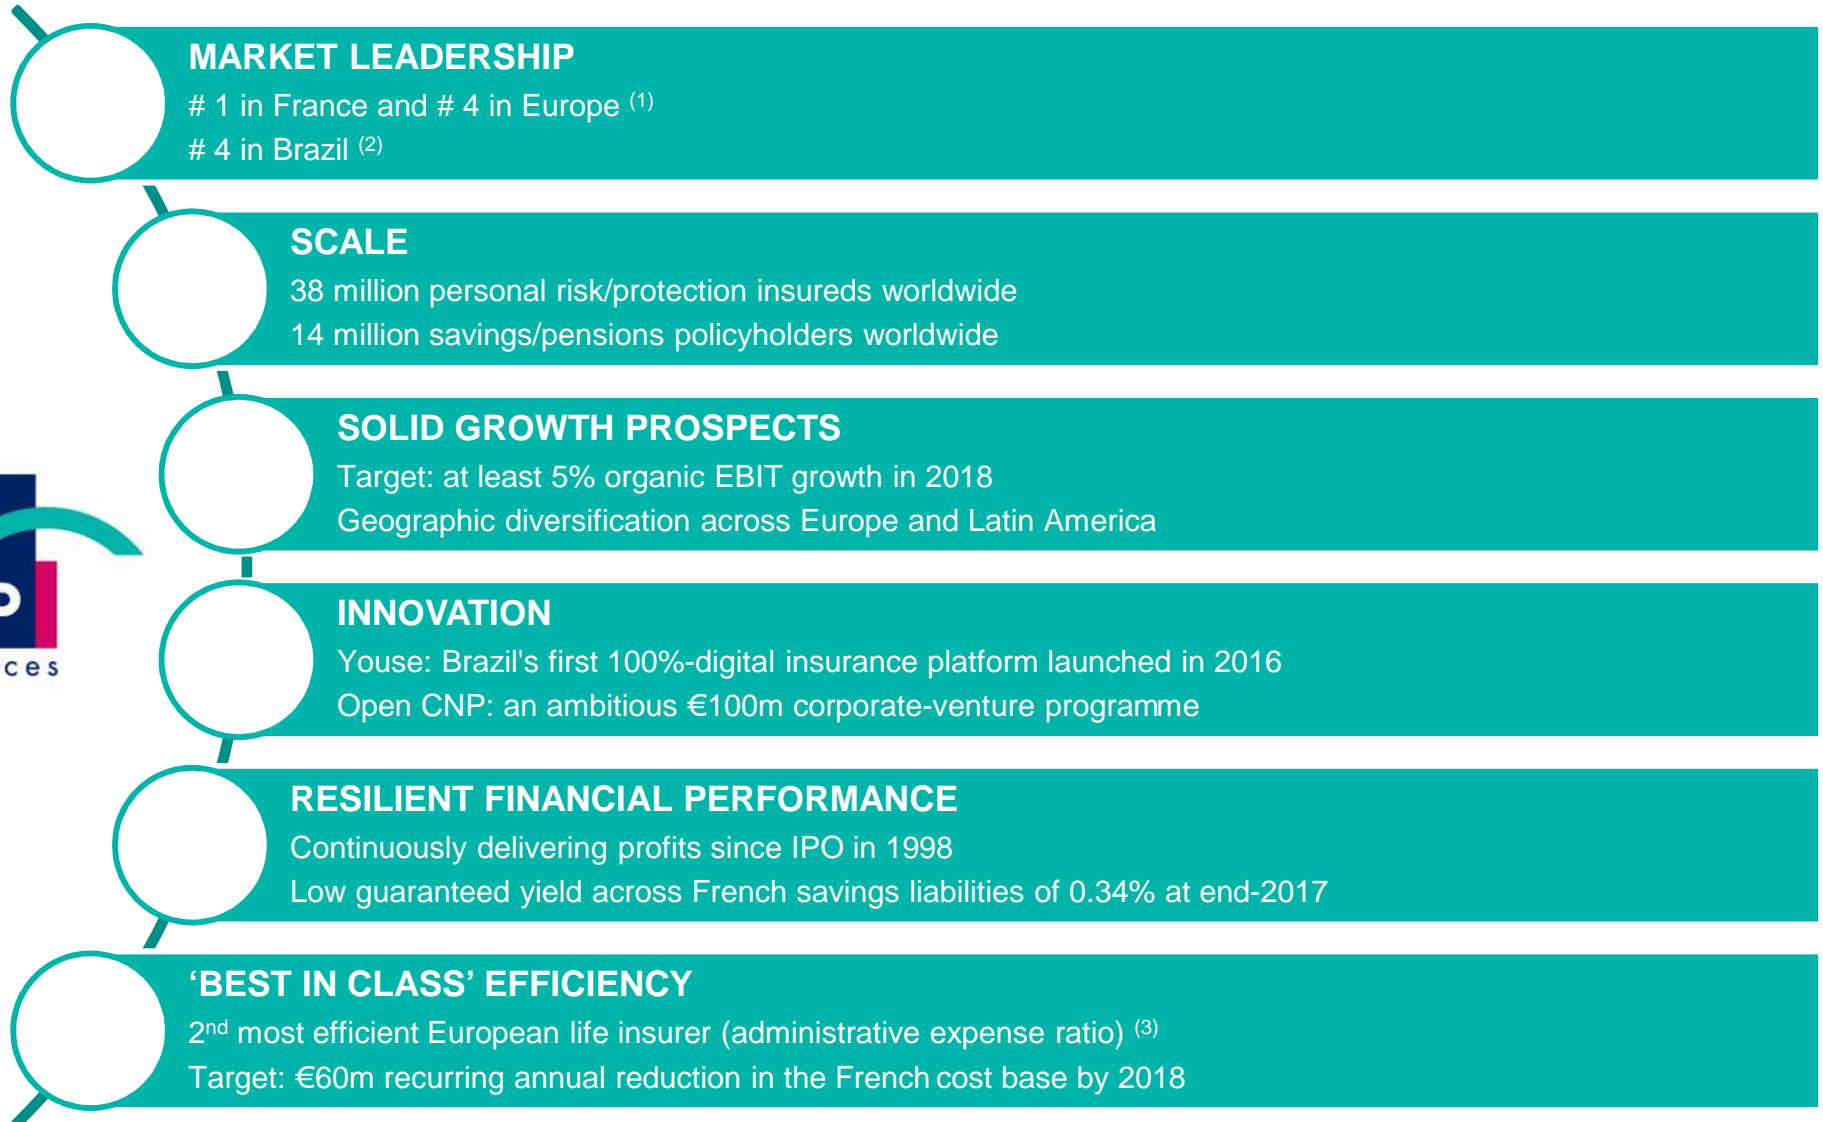 MARKET LEADERSHIP
# 1 in France and # 4 in Europe (1)
# 4 in Brazil (2)
SCALE
38 million personal risk/protection insureds worldwide
14 million savings/pensions policyholders worldwide
SOLID GROWTH PROSPECTS
Target: at least 5% organic EBIT growth in 2018
Geographic diversification across Europe and Latin America
INNOVATION
Youse: Brazil's first 100%-digital insurance platform launched in 2016
Open CNP: an ambitious €100m corporate-venture programme
ces
RESILIENT FINANCIAL PERFORMANCE
Continuously delivering profits since IPO in 1998
Low guaranteed yield across French savings liabilities of 0.34% at end-2017
‘BEST IN CLASS’ EFFICIENCY
2nd most efficient European life insurer (administrative expense ratio) (3)
Target: €60m recurring annual reduction in the French cost base by 2018